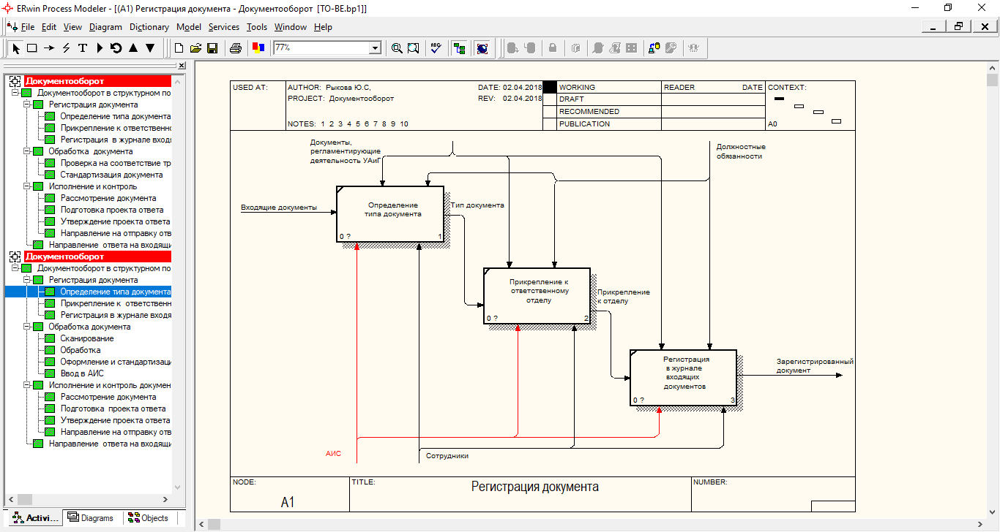 ERwin Process Modeler - [(A1) Регистрация документа - Документооборот [TO-BE.bp1]]
File Edit View Diagram Dictionary Model Services Tools Window Help
77%
ABC
Документооборот
Документооборот в структурном по
Регистрация документа
Определение типа документа
Прикрепление к ответственно
Регистрация в журнале входя
Обработка документа
Проверка на соответствие тр
Стандартизация документа
Исполнение и контроль
Рассмотрение документа
Подготовка проекта ответа
Утверждение проекта ответа
Направление на отправку отв
Направление ответа на входящи
Документооборот
Документооборот в структурном по
Регистрация документа
Определение типа документа
Прикрепление к ответственн
Регистрация в журнале входя
Обработка документа
Сканирование
Обработка
Оформление и стандартизаци
Ввод в АИС
Исполнение и контроль докумен
Рассмотрение документа
Подготовка проекта ответа
Утверждение проекта ответа
Направление на отправку отв
Направление ответа на входящи
Activi... Diagrams Objects
USED AT:
AUTHOR: Рыкова Ю.С,
DATE: 02.04.2018
PROJECT: Документооборот
REV: 02.04.2018
NOTES: 1 2 3 4 5 6 7 8 9 10
WORKING
DRAFT
RECOMMENDED
PUBLICATION
READER DATE
CONTEXT:
A0
Документы,
регламентирующие
деятельность УАиГ
Должностные
обязанности
Входящие документы
Определение
типа документа
0 ? 1
Тип документа
Прикрепление к
ответственному
отделу
0 ? 2
Прикрепление
к отделу
Регистрация
в журнале
входящих
документов
0 ? 3
Зарегистрированный
документ
АИС
Сотрудники
NODE:
A1
TITLE:
Регистрация документа
NUMBER: